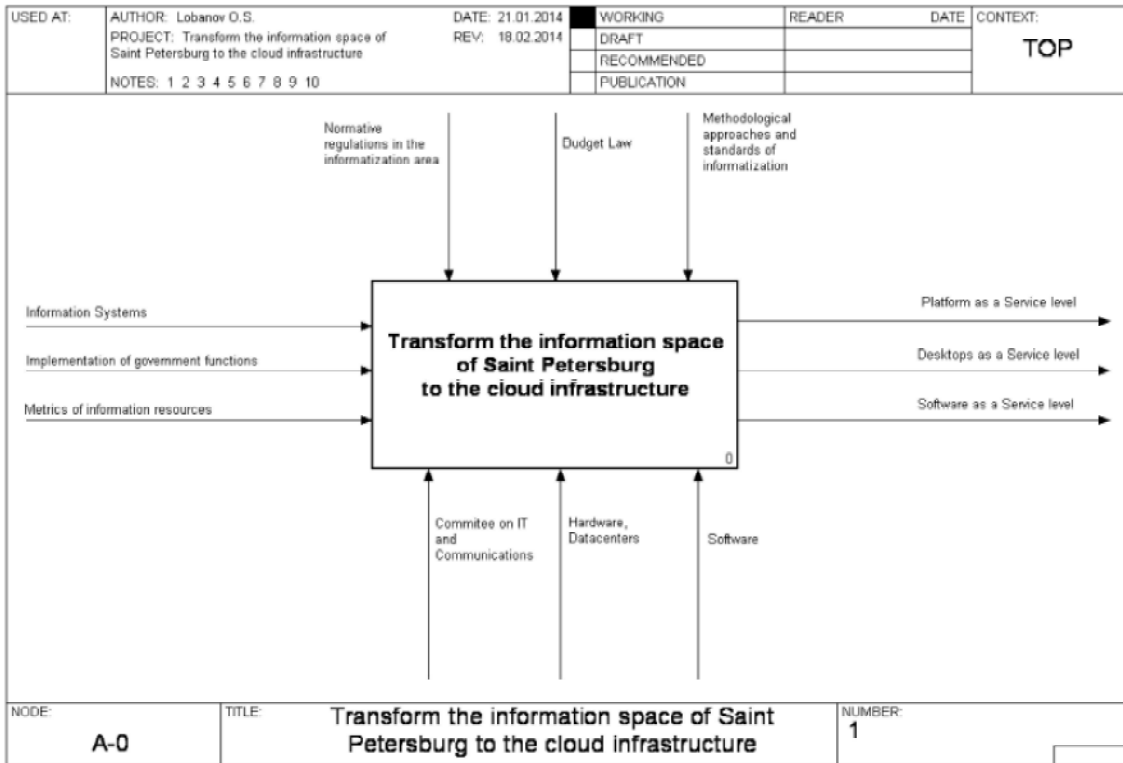 USED AT:
AUTHOR: Lobanov O.S.
DATE: 21.01.2014
PROJECT: Transform the information space of
Saint Petersburg to the cloud infrastructure
REV: 18.02.2014
NOTES: 1 2 3 4 5 6 7 8 9 10
WORKING
DRAFT
RECOMMENDED
PUBLICATION
READER
DATE
CONTEXT:
TOP
Normative
regulations in the
informatization area
Dudget Law
Methodological
approaches and
standards of
informatization
Information Systems
Implementation of government functions
Metrics of information resources
Transform the information space
of Saint Petersburg
to the cloud infrastructure
0
Platform as a Service level
Desktops as a Service level
Software as a Service level
Commitee on IT
and
Communications
Hardware,
Datacenters
Software
NODE:
A-0
TITLE:
Transform the information space of Saint
Petersburg to the cloud infrastructure
NUMBER:
1